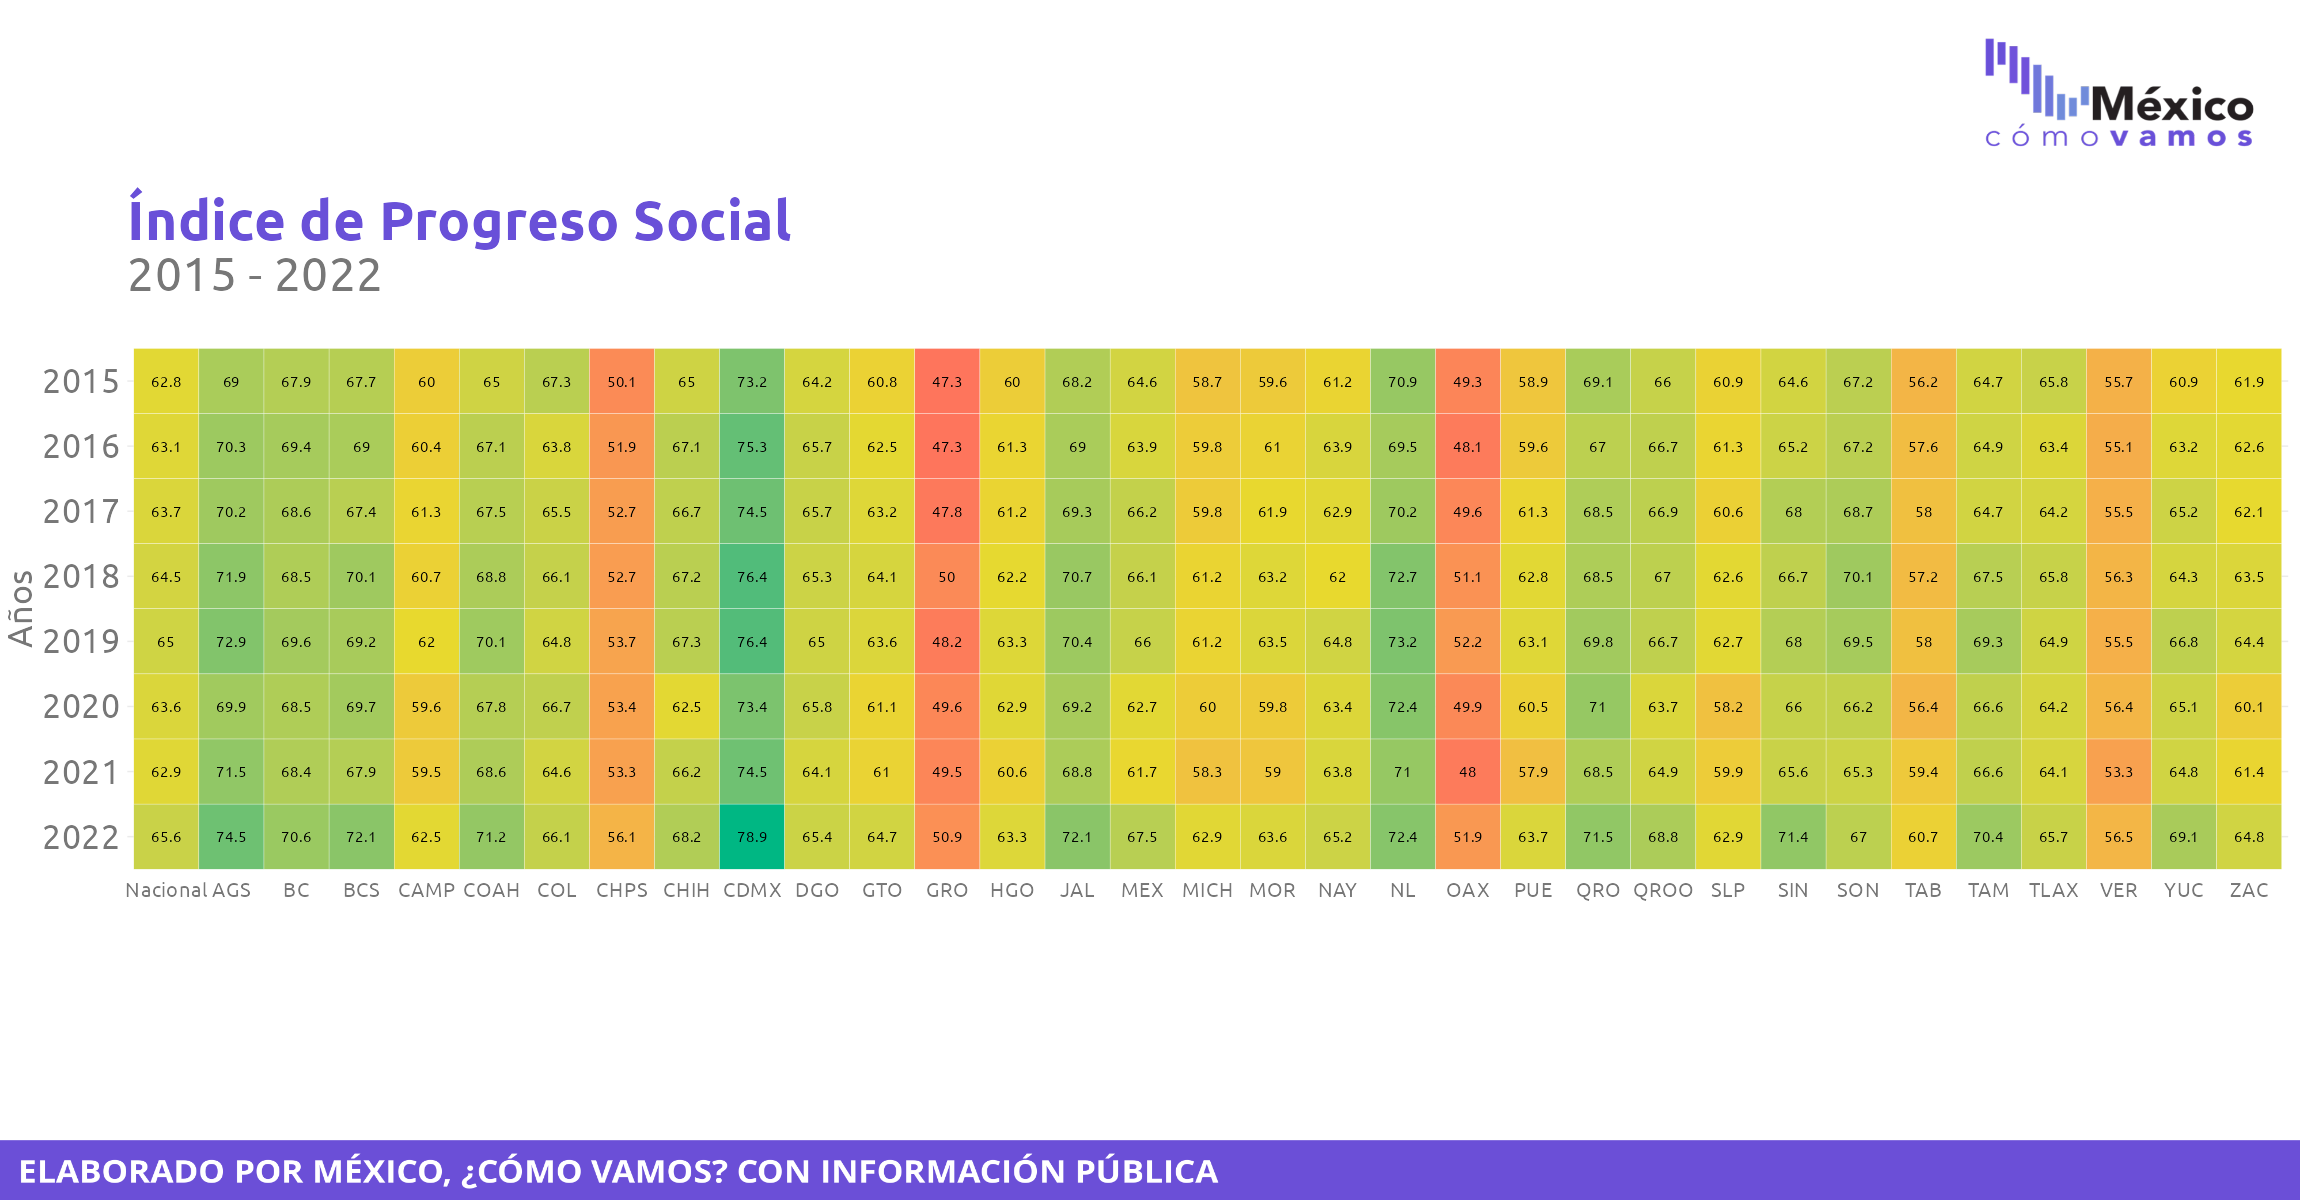 México
cómovamos
Índice de Progreso Social
2015 - 2022
Años
2015 62.8 69 67.9 67.7 60 65 67.3 50.1 65 73.2 64.2 60.8 47.3 60 68.2 64.6 58.7 59.6 61.2 70.9 49.3 58.9 69.1 66 60.9 64.6 67.2 56.2 64.7 65.8 55.7 60.9 61.9
2016 63.1 70.3 69.4 69 60.4 67.1 63.8 51.9 67.1 75.3 65.7 62.5 47.3 61.3 69 63.9 59.8 61 63.9 69.5 48.1 59.6 67 66.7 61.3 65.2 67.2 57.6 64.9 63.4 55.1 63.2 62.6
2017 63.7 70.2 68.6 67.4 61.3 67.5 65.5 52.7 66.7 74.5 65.7 63.2 47.8 61.2 69.3 66.2 59.8 61.9 62.9 70.2 49.6 61.3 68.5 66.9 60.6 68 68.7 58 64.7 64.2 55.5 65.2 62.1
2018 64.5 71.9 68.5 70.1 60.7 68.8 66.1 52.7 67.2 76.4 65.3 64.1 50 62.2 70.7 66.1 61.2 63.2 62 72.7 51.1 62.8 68.5 67 62.6 66.7 70.1 57.2 67.5 65.8 56.3 64.3 63.5
2019 65 72.9 69.6 69.2 62 70.1 64.8 53.7 67.3 76.4 65 63.6 48.2 63.3 70.4 66 61.2 63.5 64.8 73.2 52.2 63.1 69.8 66.7 62.7 68 69.5 58 69.3 64.9 55.5 66.8 64.4
2020 63.6 69.9 68.5 69.7 59.6 67.8 66.7 53.4 62.5 73.4 65.8 61.1 49.6 62.9 69.2 62.7 60 59.8 63.4 72.4 49.9 60.5 71 63.7 58.2 66 66.2 56.4 66.6 64.2 56.4 65.1 60.1
2021 62.9 71.5 68.4 67.9 59.5 68.6 64.6 53.3 66.2 74.5 64.1 61 49.5 60.6 68.8 61.7 58.3 59 63.8 71 48 57.9 68.5 64.9 59.9 65.6 65.3 59.4 66.6 64.1 53.3 64.8 61.4
2022 65.6 74.5 70.6 72.1 62.5 71.2 66.1 56.1 68.2 78.9 65.4 64.7 50.9 63.3 72.1 67.5 62.9 63.6 65.2 72.4 51.9 63.7 71.5 68.8 62.9 71.4 67 60.7 70.4 65.7 56.5 69.1 64.8
Nacional AGS BC BCS CAMP COAH COL CHPS CHIH CDMX DGO GTO GRO HGO JAL MEX MICH MOR NAY NL OAX PUE QRO QROO SLP SIN SON TAB TAM TLAX VER YUC ZAC
ELABORADO POR MÉXICO, ¿CÓMO VAMOS? CON INFORMACIÓN PÚBLICA